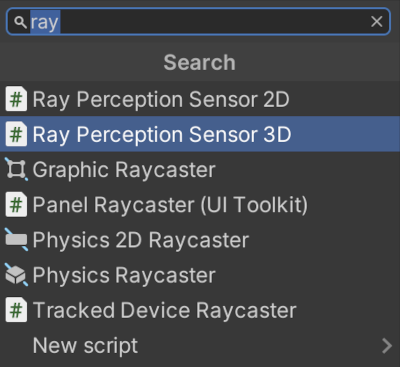 ray
Search
Ray Perception Sensor 2D
Ray Perception Sensor 3D
Graphic Raycaster
Panel Raycaster (UI Toolkit)
Physics 2D Raycaster
Physics Raycaster
Tracked Device Raycaster
New script